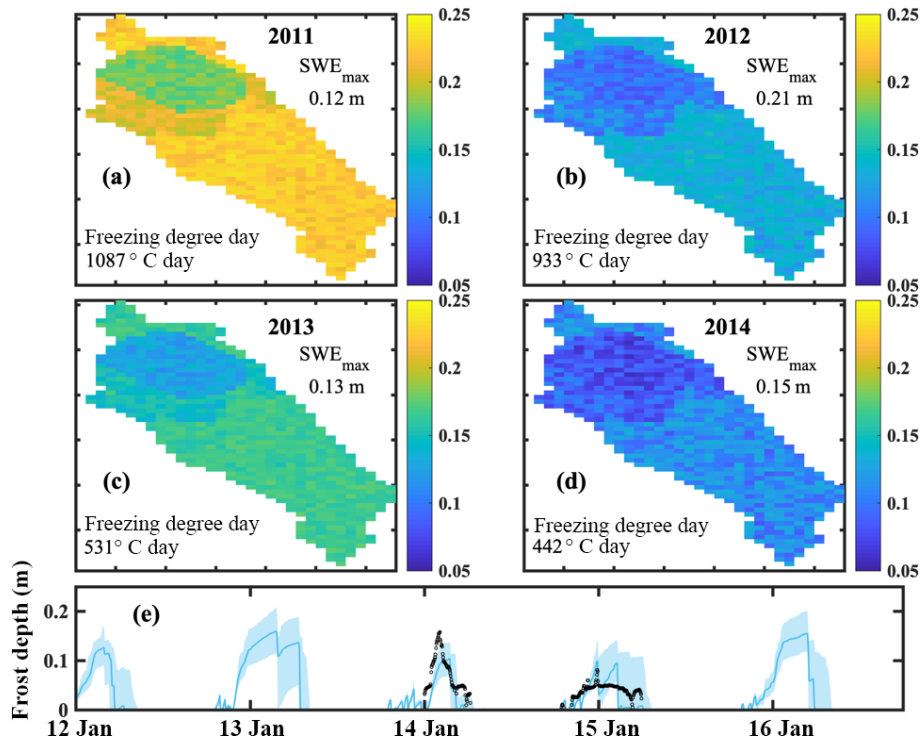 2011
SWEmax
0.12 m
(a)
Freezing degree day
1087° C day
0.25
0.2
0.15
0.1
0.05
2012
SWEmax
0.21 m
(b)
Freezing degree day
933° C day
0.25
0.2
0.15
0.1
0.05
2013
SWEmax
0.13 m
(c)
Freezing degree day
531° C day
0.25
0.2
0.15
0.1
0.05
2014
SWEmax
0.15 m
(d)
Freezing degree day
442° C day
0.25
0.2
0.15
0.1
0.05
(e)
Frost depth (m)
0.2
0.1
0
12 Jan
13 Jan
14 Jan
15 Jan
16 Jan